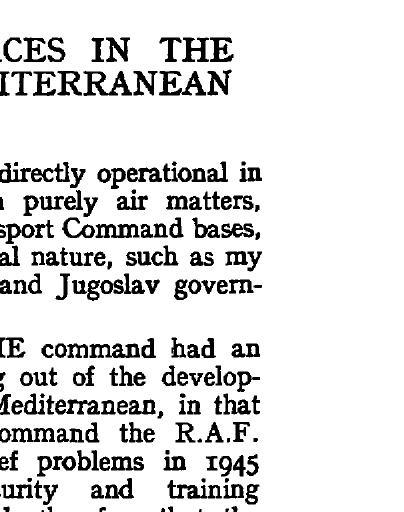 CES IN THE
ITERRANEAN
directly operational in
purely air matters,
sport Command bases,
al nature, such as my
and Jugoslav govern-
IE command had an
g out of the develop-
Mediterranean, in that
ommand the R.A.F.
ef problems in 1945
urity and training